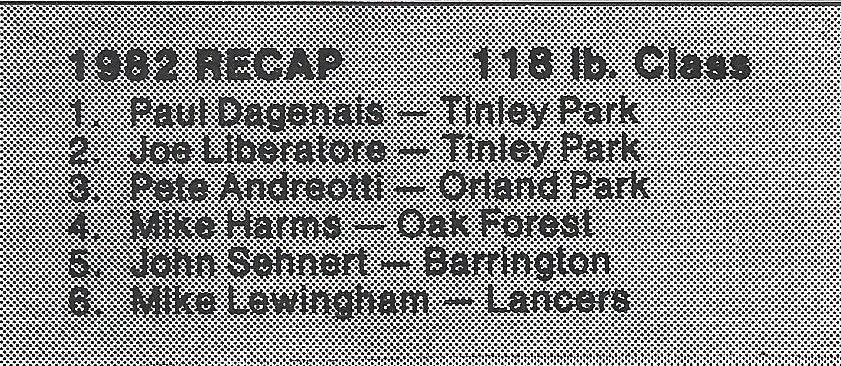 1982 RECAP 118 lb. Class
1. Paul Dagenais — Tinley Park
2. Joe Liberatore — Tinley Park
3. Pete Andreotti — Orland Park
4. Mike Harms — Oak Forest
5. John Sehnert — Barrington
6. Mike Lewingham — Lancers